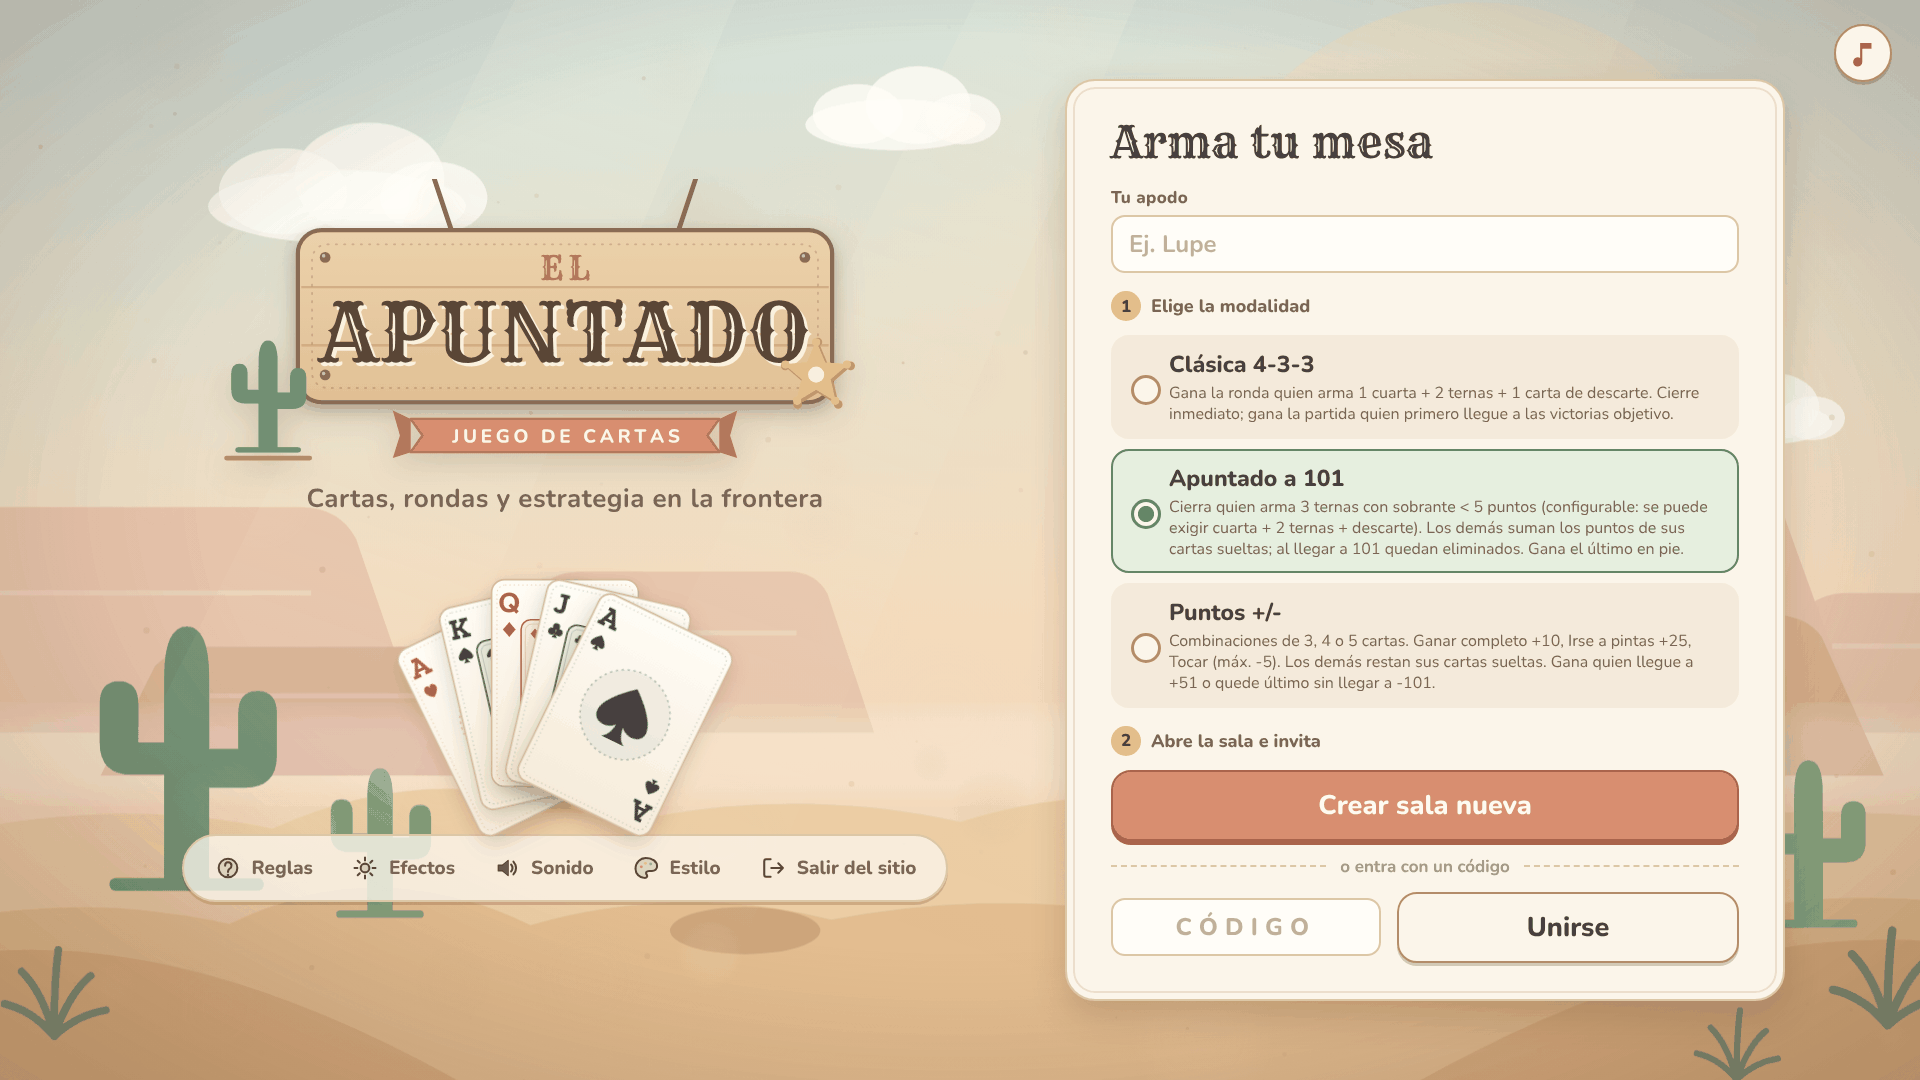 EL
APUNTADO
JUEGO DE CARTAS
Cartas, rondas y estrategia en la frontera
A
K
Q
J
A
A
Reglas
Efectos
Sonido
Estilo
Salir del sitio
Arma tu mesa
Tu apodo
Ej. Lupe
1 Elige la modalidad
Clásica 4-3-3
Gana la ronda quien arma 1 cuarta + 2 ternas + 1 carta de descarte. Cierre
inmediato; gana la partida quien primero llegue a las victorias objetivo.
Apuntado a 101
Cierra quien arma 3 ternas con sobrante < 5 puntos (configurable: se puede
exigir cuarta + 2 ternas + descarte). Los demás suman los puntos de sus
cartas sueltas; al llegar a 101 quedan eliminados. Gana el último en pie.
Puntos +/-
Combinaciones de 3, 4 o 5 cartas. Ganar completo +10, Irse a pintas +25,
Tocar (máx. -5). Los demás restan sus cartas sueltas. Gana quien llegue a
+51 o quede último sin llegar a -101.
2 Abre la sala e invita
Crear sala nueva
o entra con un código
CÓDIGO
Unirse